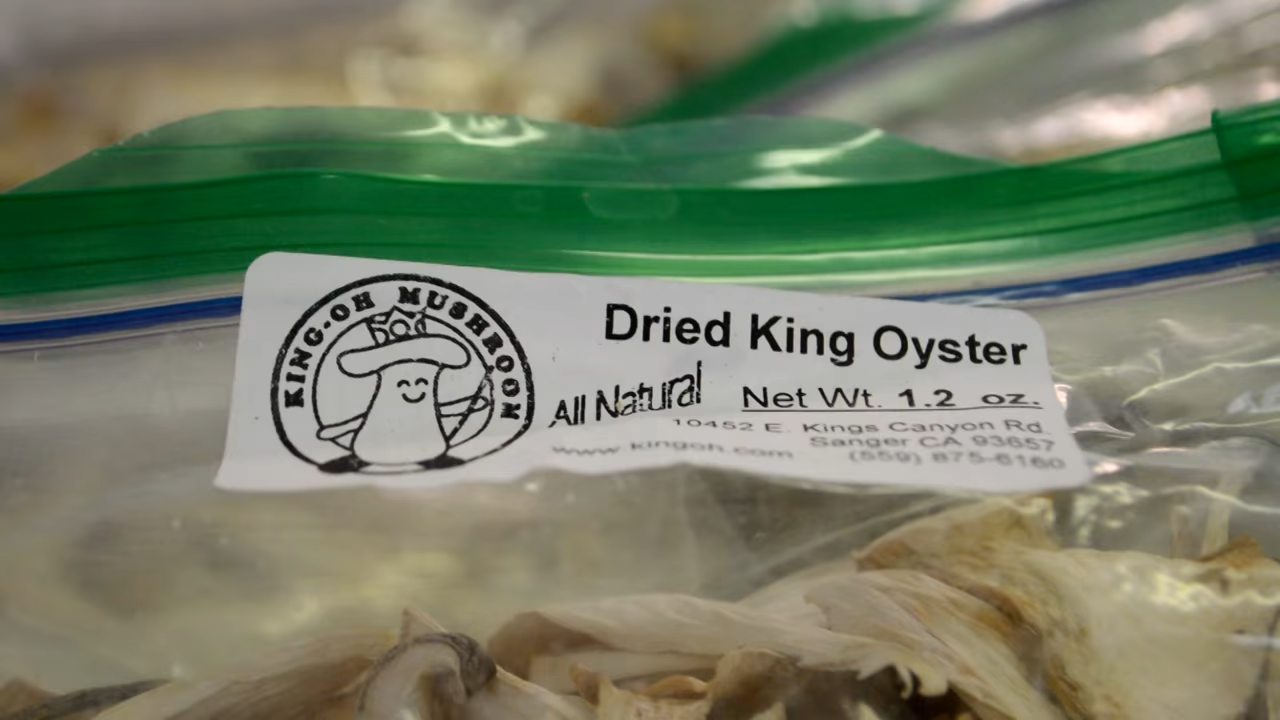 KING-OH MUSHROOM
Dried King Oyster
All Natural Net Wt. 1.2 oz.
10452 E. Kings Canyon Rd.
Sanger CA 93657
www.kingoh.com (559) 875-6160